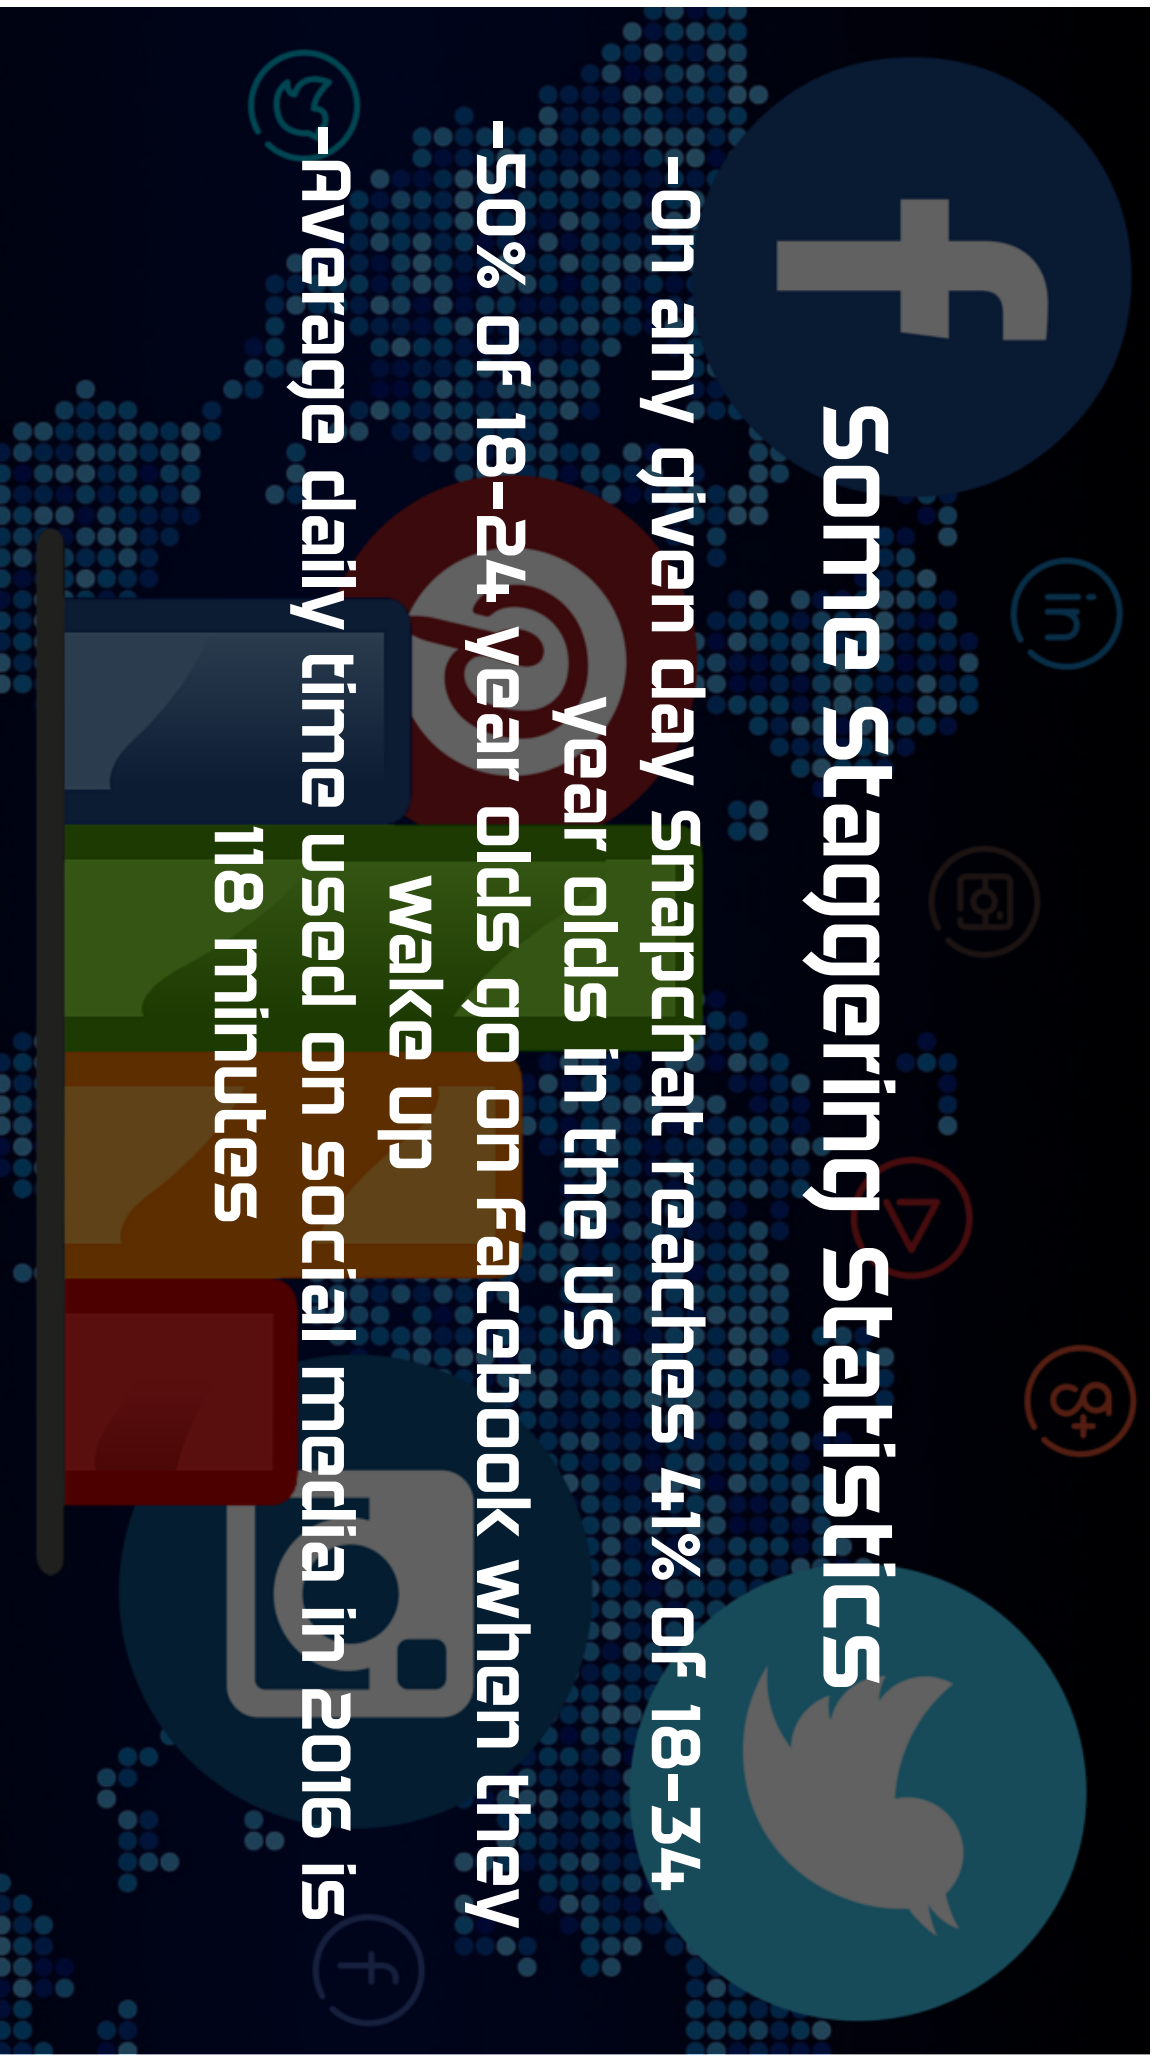 Some Staggering Statistics
-On any given day Snapchat reaches 41% of 18-34
year olds in the US
-50% of 18-24 year olds go on Facebook when they
wake up
-Average daily time used on social media in 2016 is
118 minutes